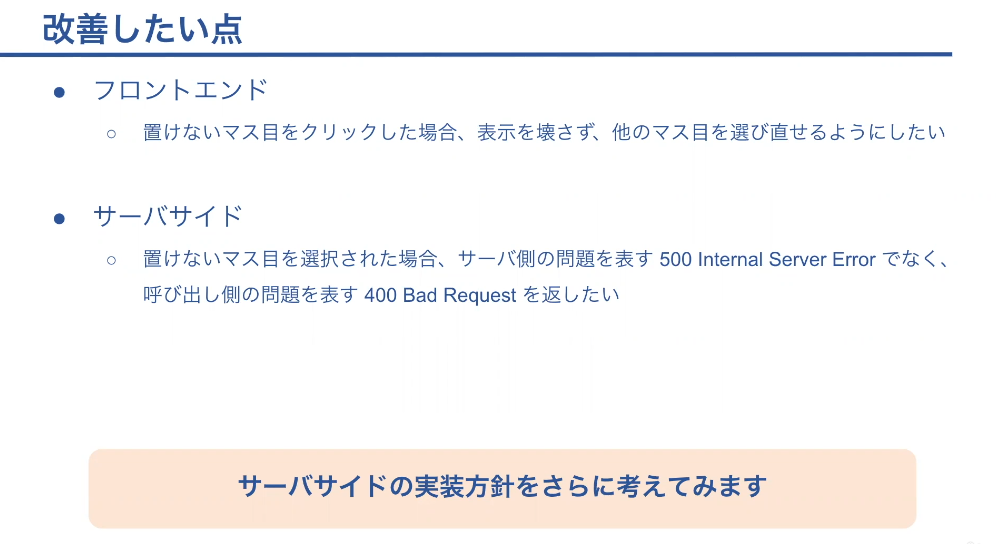 改善したい点
● フロントエンド
○ 置けないマス目をクリックした場合、表示を壊さず、他のマス目を選び直せるようにしたい
● サーバサイド
○ 置けないマス目を選択された場合、サーバ側の問題を表す 500 Internal Server Error でなく、
呼び出し側の問題を表す 400 Bad Request を返したい
サーバサイドの実装方針をさらに考えてみます